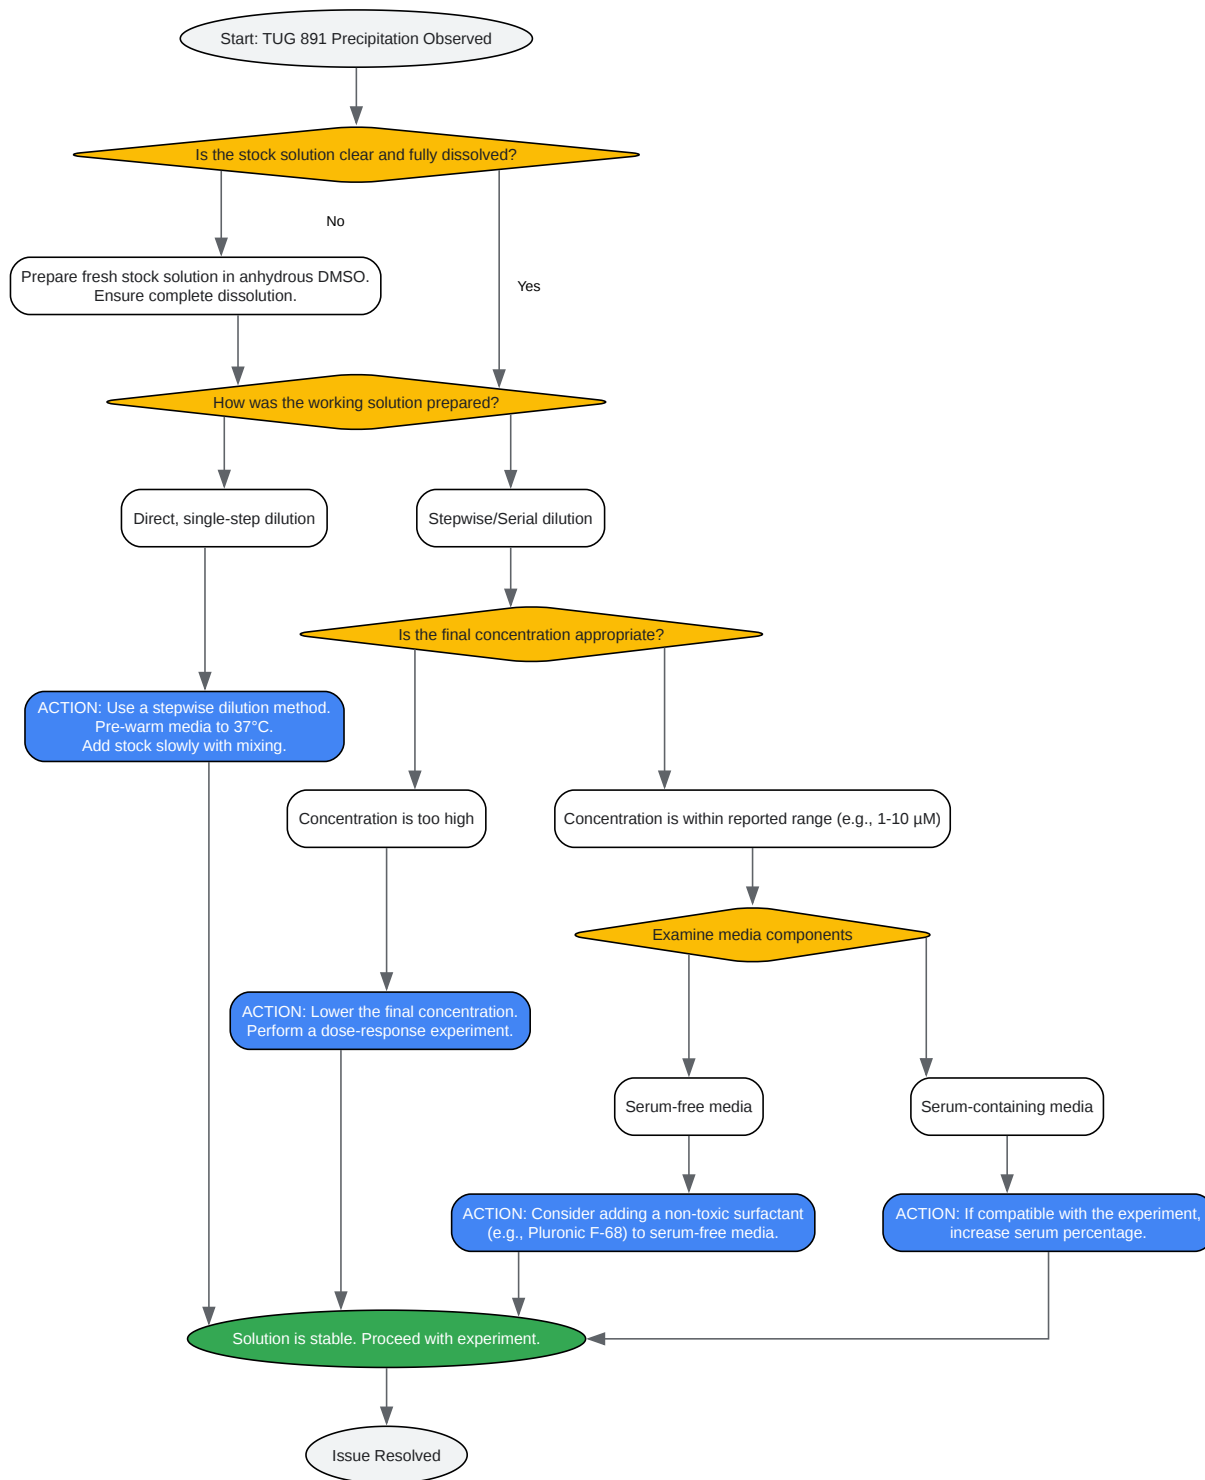 Start: TUG 891 Precipitation Observed
Is the stock solution clear and fully dissolved?
No
Prepare fresh stock solution in anhydrous DMSO.
Ensure complete dissolution.
Yes
How was the working solution prepared?
Direct, single-step dilution
Stepwise/Serial dilution
Is the final concentration appropriate?
ACTION: Use a stepwise dilution method.
Pre-warm media to 37°C.
Add stock slowly with mixing.
Concentration is too high
Concentration is within reported range (e.g., 1-10 µM)
Examine media components
ACTION: Lower the final concentration.
Perform a dose-response experiment.
Serum-free media
Serum-containing media
ACTION: Consider adding a non-toxic surfactant
(e.g., Pluronic F-68) to serum-free media.
ACTION: If compatible with the experiment,
increase serum percentage.
Solution is stable. Proceed with experiment.
Issue Resolved